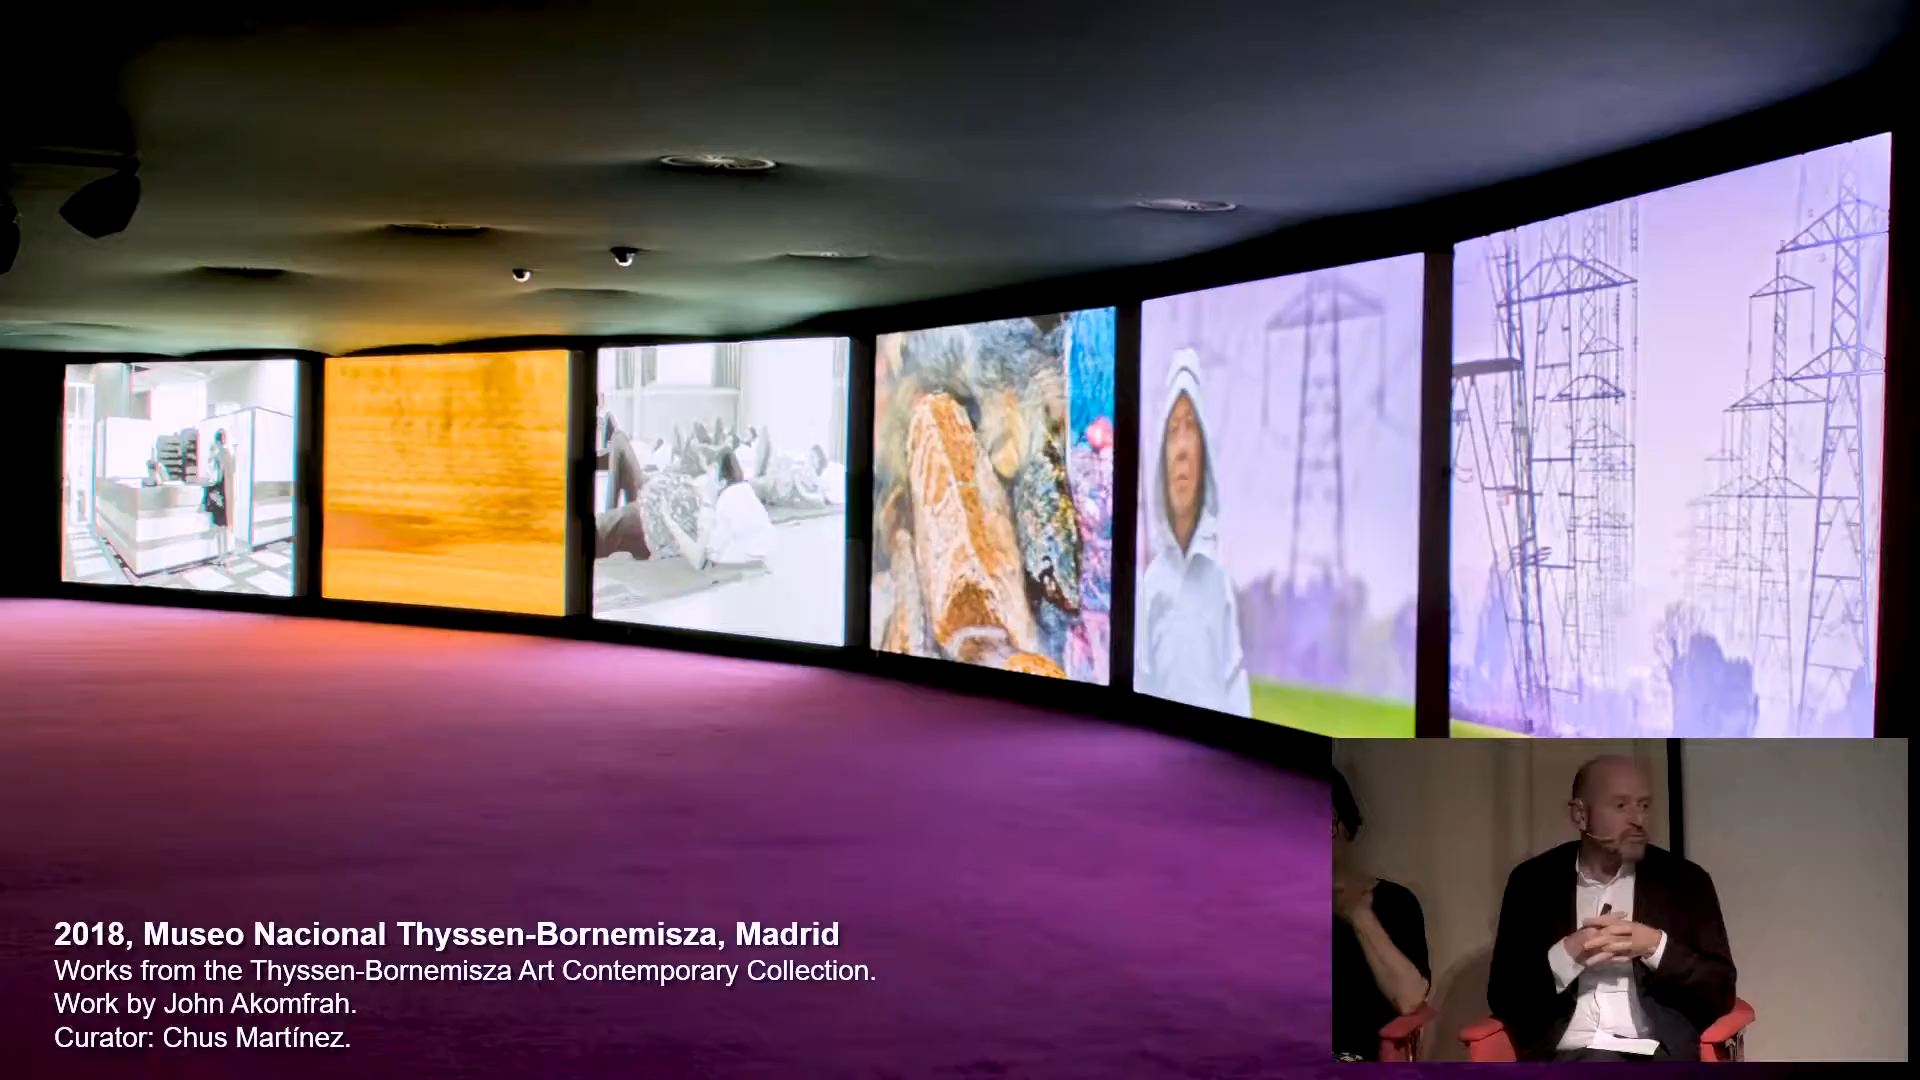 2018, Museo Nacional Thyssen-Bornemisza, Madrid
Works from the Thyssen-Bornemisza Art Contemporary Collection.
Work by John Akomfrah.
Curator: Chus Martínez.